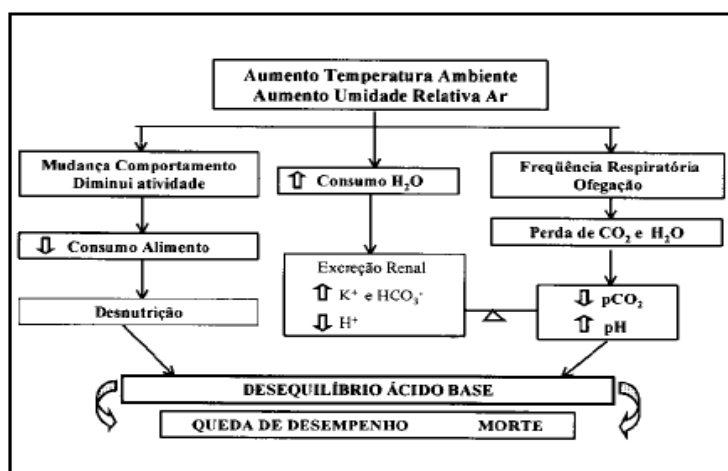 Aumento Temperatura Ambiente
Aumento Umidade Relativa Ar
Mudança Comportamento
Diminui atividade
⇧ Consumo H₂O
Freqüência Respiratória
Ofegação
⇩ Consumo Alimento
Perda de CO₂ e H₂O
Desnutrição
Excreção Renal
⇧ K⁺ e HCO₃⁻
⇩ H⁺
⇩ pCO₂
⇧ pH
DESEQUILÍBRIO ÁCIDO BASE
QUEDA DE DESEMPENHO MORTE